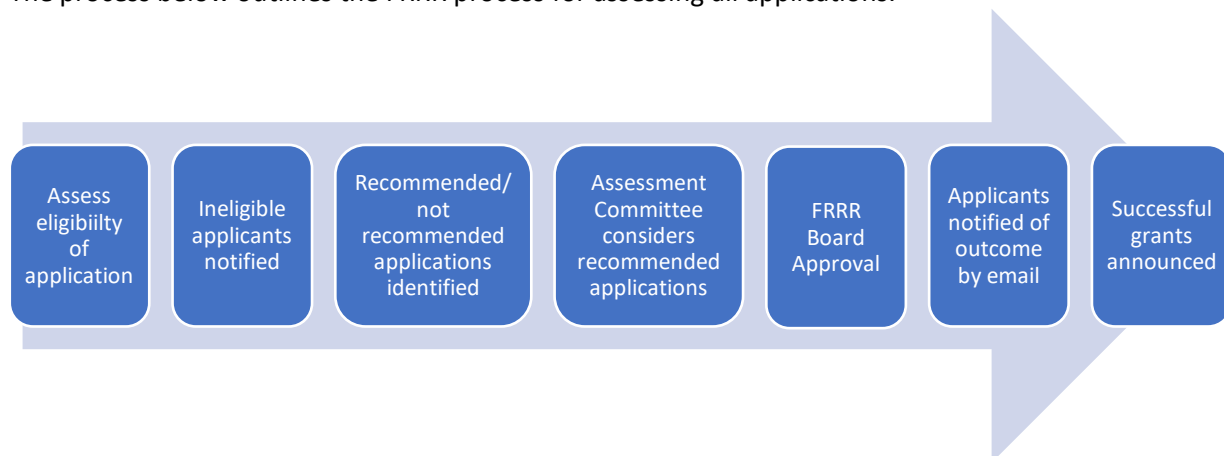 The process below outlines the FRRR process for assessing all applications.
Assess
eligibiilty
of
application
Ineligible
applicants
notified
Recommended/
not
recommended
applications
identified
Assessment
Committee
considers
recommended
applications
FRRR
Board
Approval
Applicants
notified of
outcome
by email
Successful
grants
announced